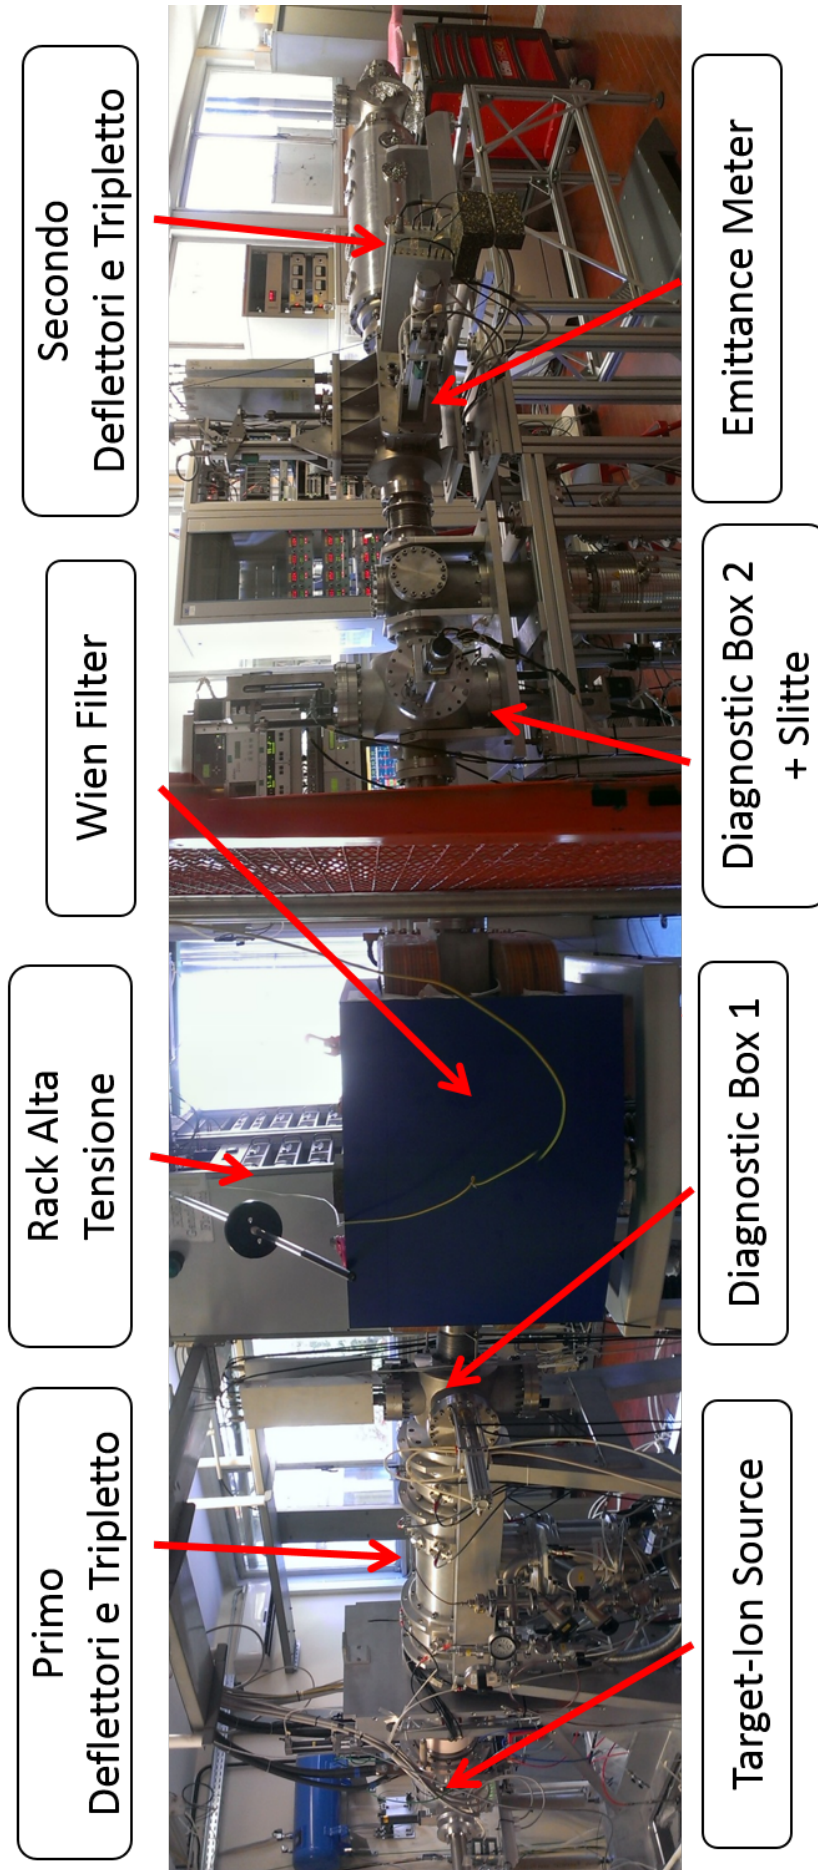 Primo
Deflettori e Tripletto
Rack Alta
Tensione
Wien Filter
Secondo
Deflettori e Tripletto
Target-Ion Source
Diagnostic Box 1
Diagnostic Box 2
+ Slitte
Emittance Meter